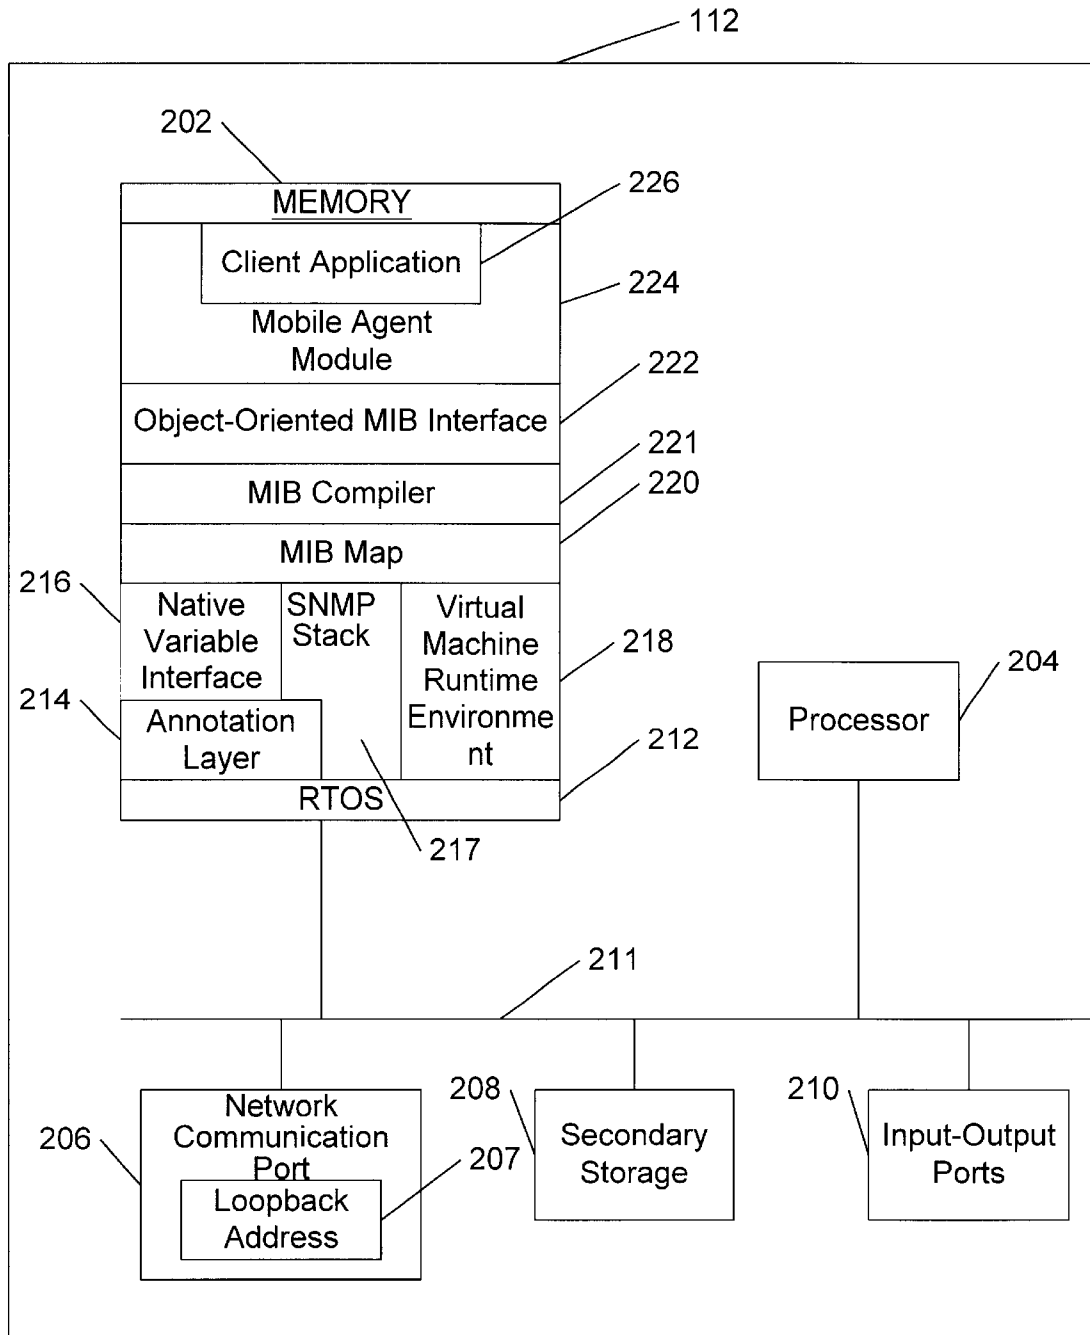 112
202
MEMORY
226
Client Application
224
Mobile Agent
Module
222
Object-Oriented MIB Interface
221
MIB Compiler
220
MIB Map
216
Native
Variable
Interface
SNMP
Stack
Virtual
Machine
Runtime
Environme
nt
218
214
Annotation
Layer
212
RTOS
217
204
Processor
211
206
Network
Communication
Port
207
Loopback
Address
208
Secondary
Storage
210
Input-Output
Ports